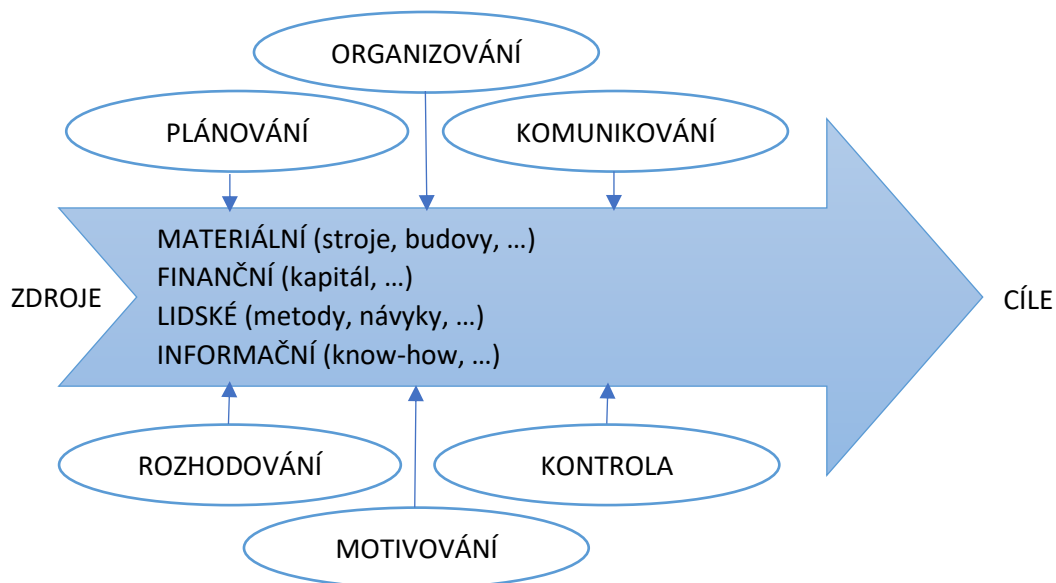 ORGANIZOVÁNÍ
PLÁNOVÁNÍ
KOMUNIKOVÁNÍ
ZDROJE
MATERIÁLNÍ (stroje, budovy, …)
FINANČNÍ (kapitál, …)
LIDSKÉ (metody, návyky, …)
INFORMAČNÍ (know-how, …)
CÍLE
ROZHODOVÁNÍ
KONTROLA
MOTIVOVÁNÍ